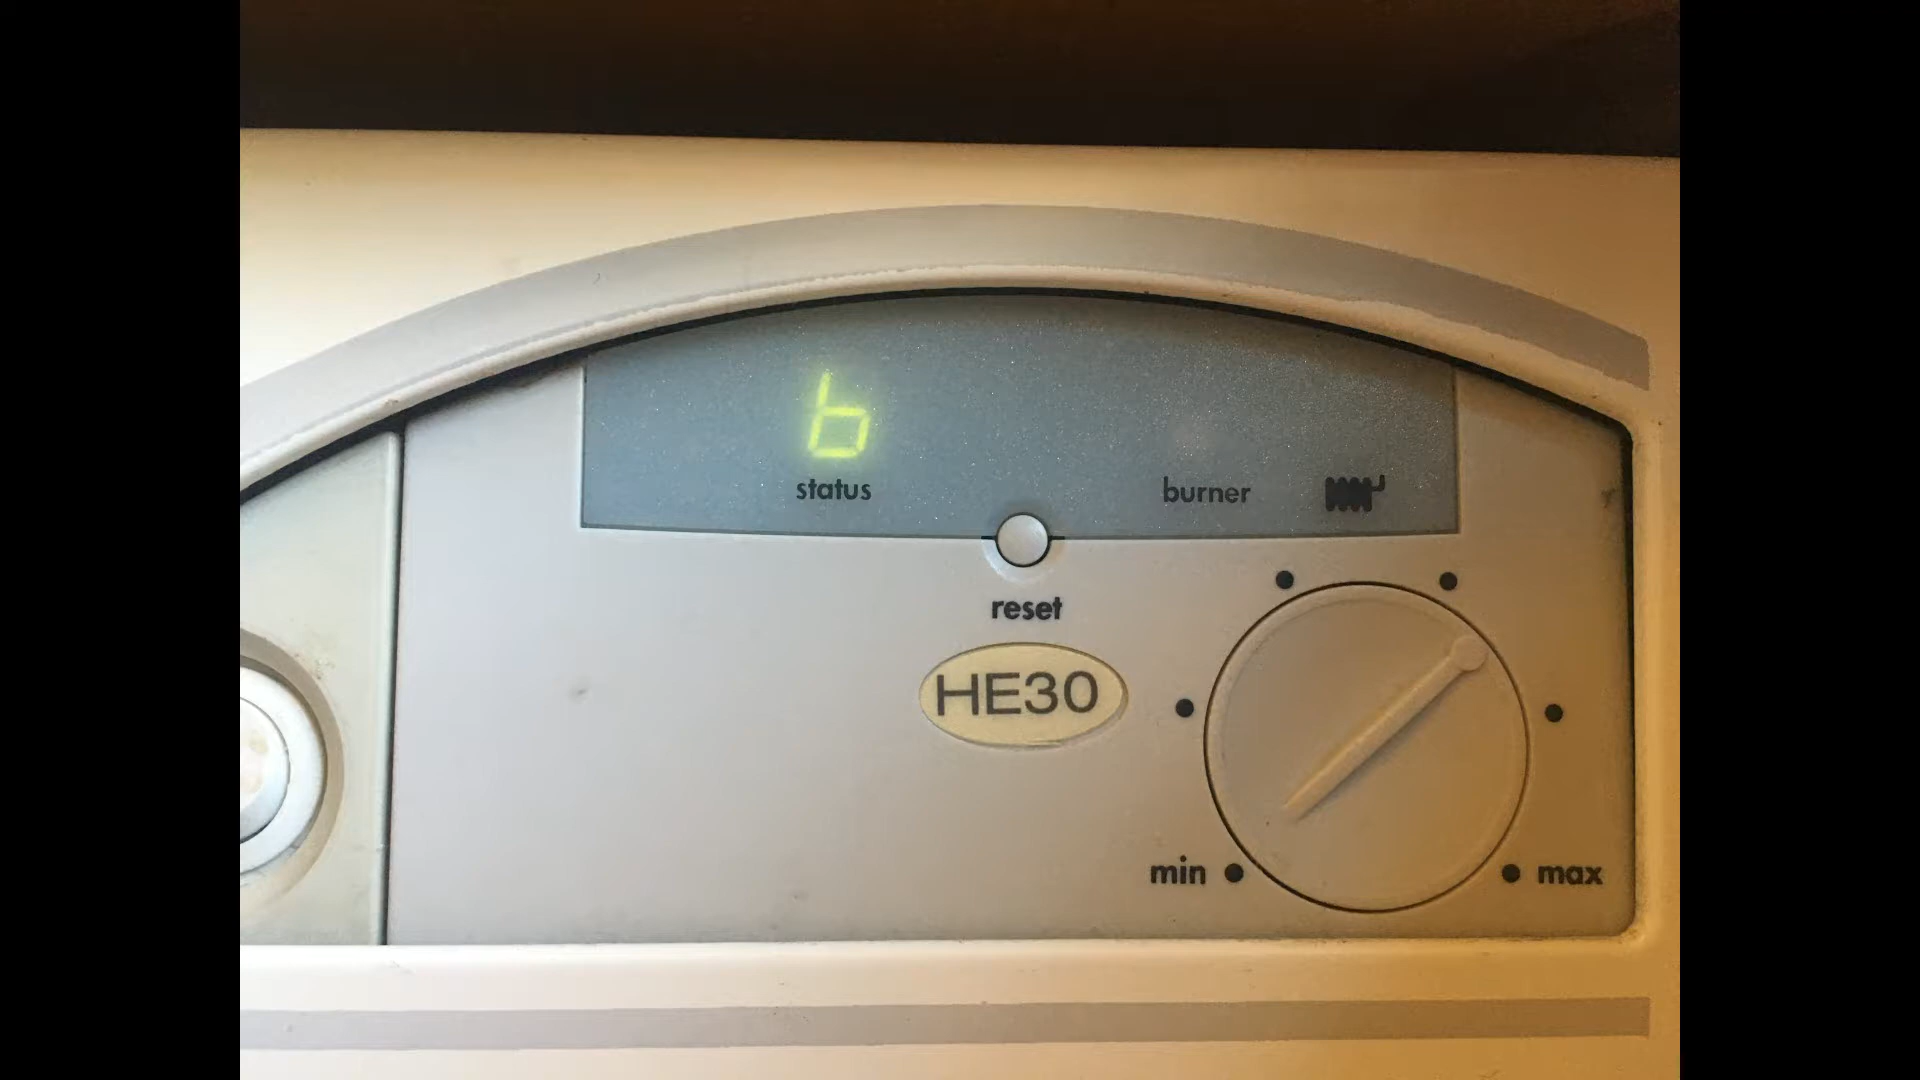 b
status
burner
reset
HE30
min
max